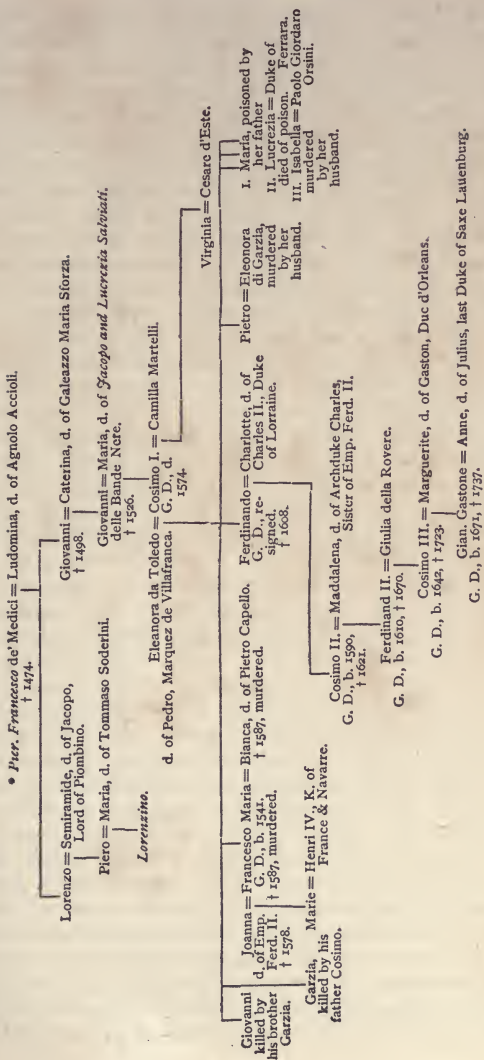 * Pier. Francesco de' Medici = Ludomina, d. of Agnolo Accioli.
† 1474.
Lorenzo = Semiramide, d. of Jacopo,
Lord of Piombino.
Giovanni = Caterina, d. of Galeazzo Maria Sforza.
† 1498.
Piero = Maria, d. of Tommaso Soderini.
Giovanni = Maria, d. of Jacopo and Lucrezia Salviati.
delle Bande Nere,
† 1526.
Lorenzino.
Eleanora da Toledo = Cosimo I. = Camilla Martelli.
d. of Pedro, Marquez de Villafranca.
G. D., d.
1574.
Virginia = Cesare d'Este.
Giovanni
killed by
his brother
Garzia.
Garzia,
killed by his
father Cosimo.
Joanna = Francesco Maria = Bianca, d. of Pietro Capello.
d. of Emp.
Ferd. II.
† 1578.
G. D., b. 1541.
† 1587, murdered.
† 1587, murdered.
Marie = Henri IV., K. of
France & Navarre.
Ferdinando = Charlotte, d. of
G. D., re-
signed.
† 1608.
Charles II., Duke
of Lorraine.
Pietro = Eleonora
di Garzia,
murdered
by her
husband.
I. Maria, poisoned by
her father
II. Lucrezia = Duke of
died of poison. Ferrara.
III. Isabella = Paolo Giordaro
murdered Orsini.
by her
husband.
Cosimo II. = Maddalena, d. of Archduke Charles,
G. D., b. 1590,
† 1621.
Sister of Emp. Ferd. II.
Ferdinand II. = Giulia della Rovere.
G. D., b. 1610, † 1670.
Cosimo III. = Marguerite, d. of Gaston, Duc d'Orleans.
G. D., b. 1642, † 1723.
Gian. Gastone = Anne, d. of Julius, last Duke of Saxe Lauenburg.
G. D., b. 1671, † 1737.